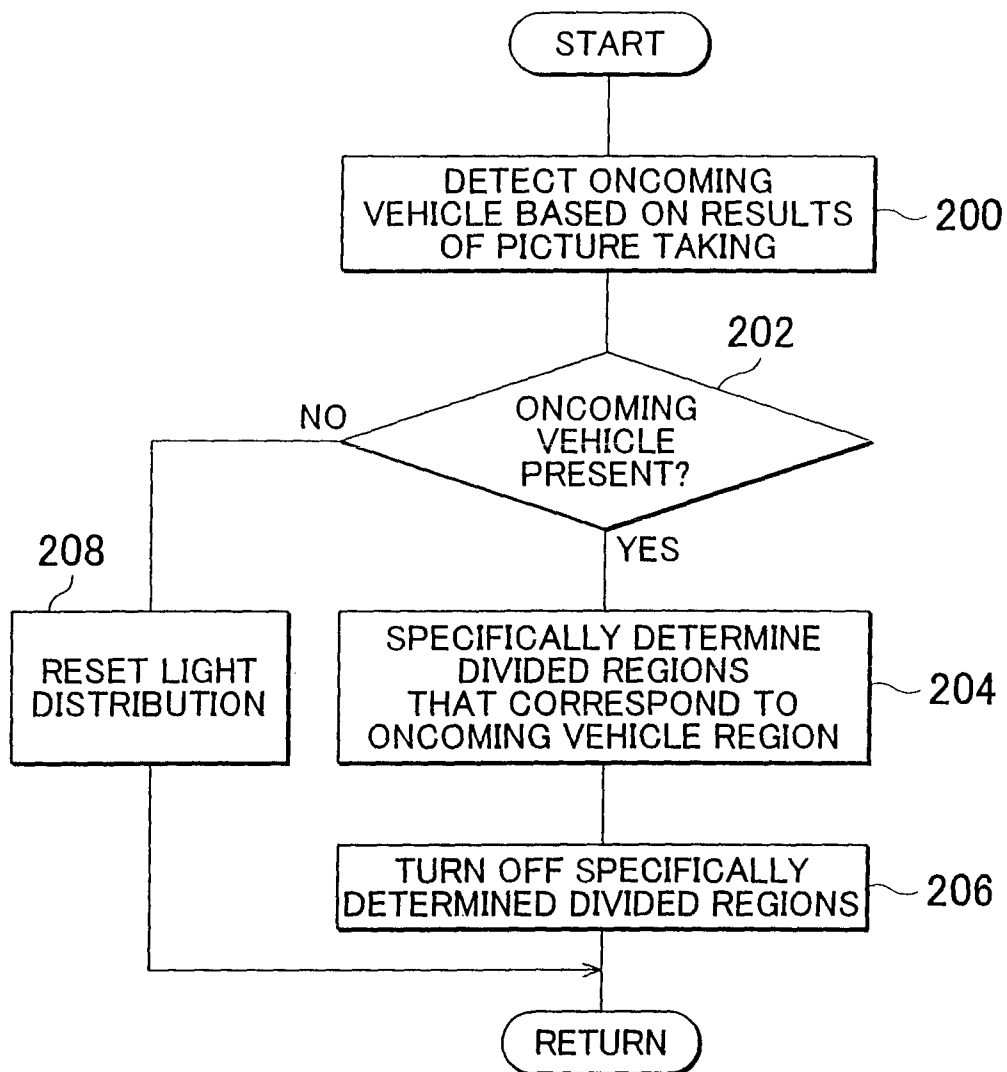 START
DETECT ONCOMING
VEHICLE BASED ON RESULTS
OF PICTURE TAKING
200
202
ONCOMING
VEHICLE
PRESENT?
NO
YES
208
RESET LIGHT
DISTRIBUTION
SPECIFICALLY DETERMINE
DIVIDED REGIONS
THAT CORRESPOND TO
ONCOMING VEHICLE REGION
204
TURN OFF SPECIFICALLY
DETERMINED DIVIDED REGIONS
206
RETURN